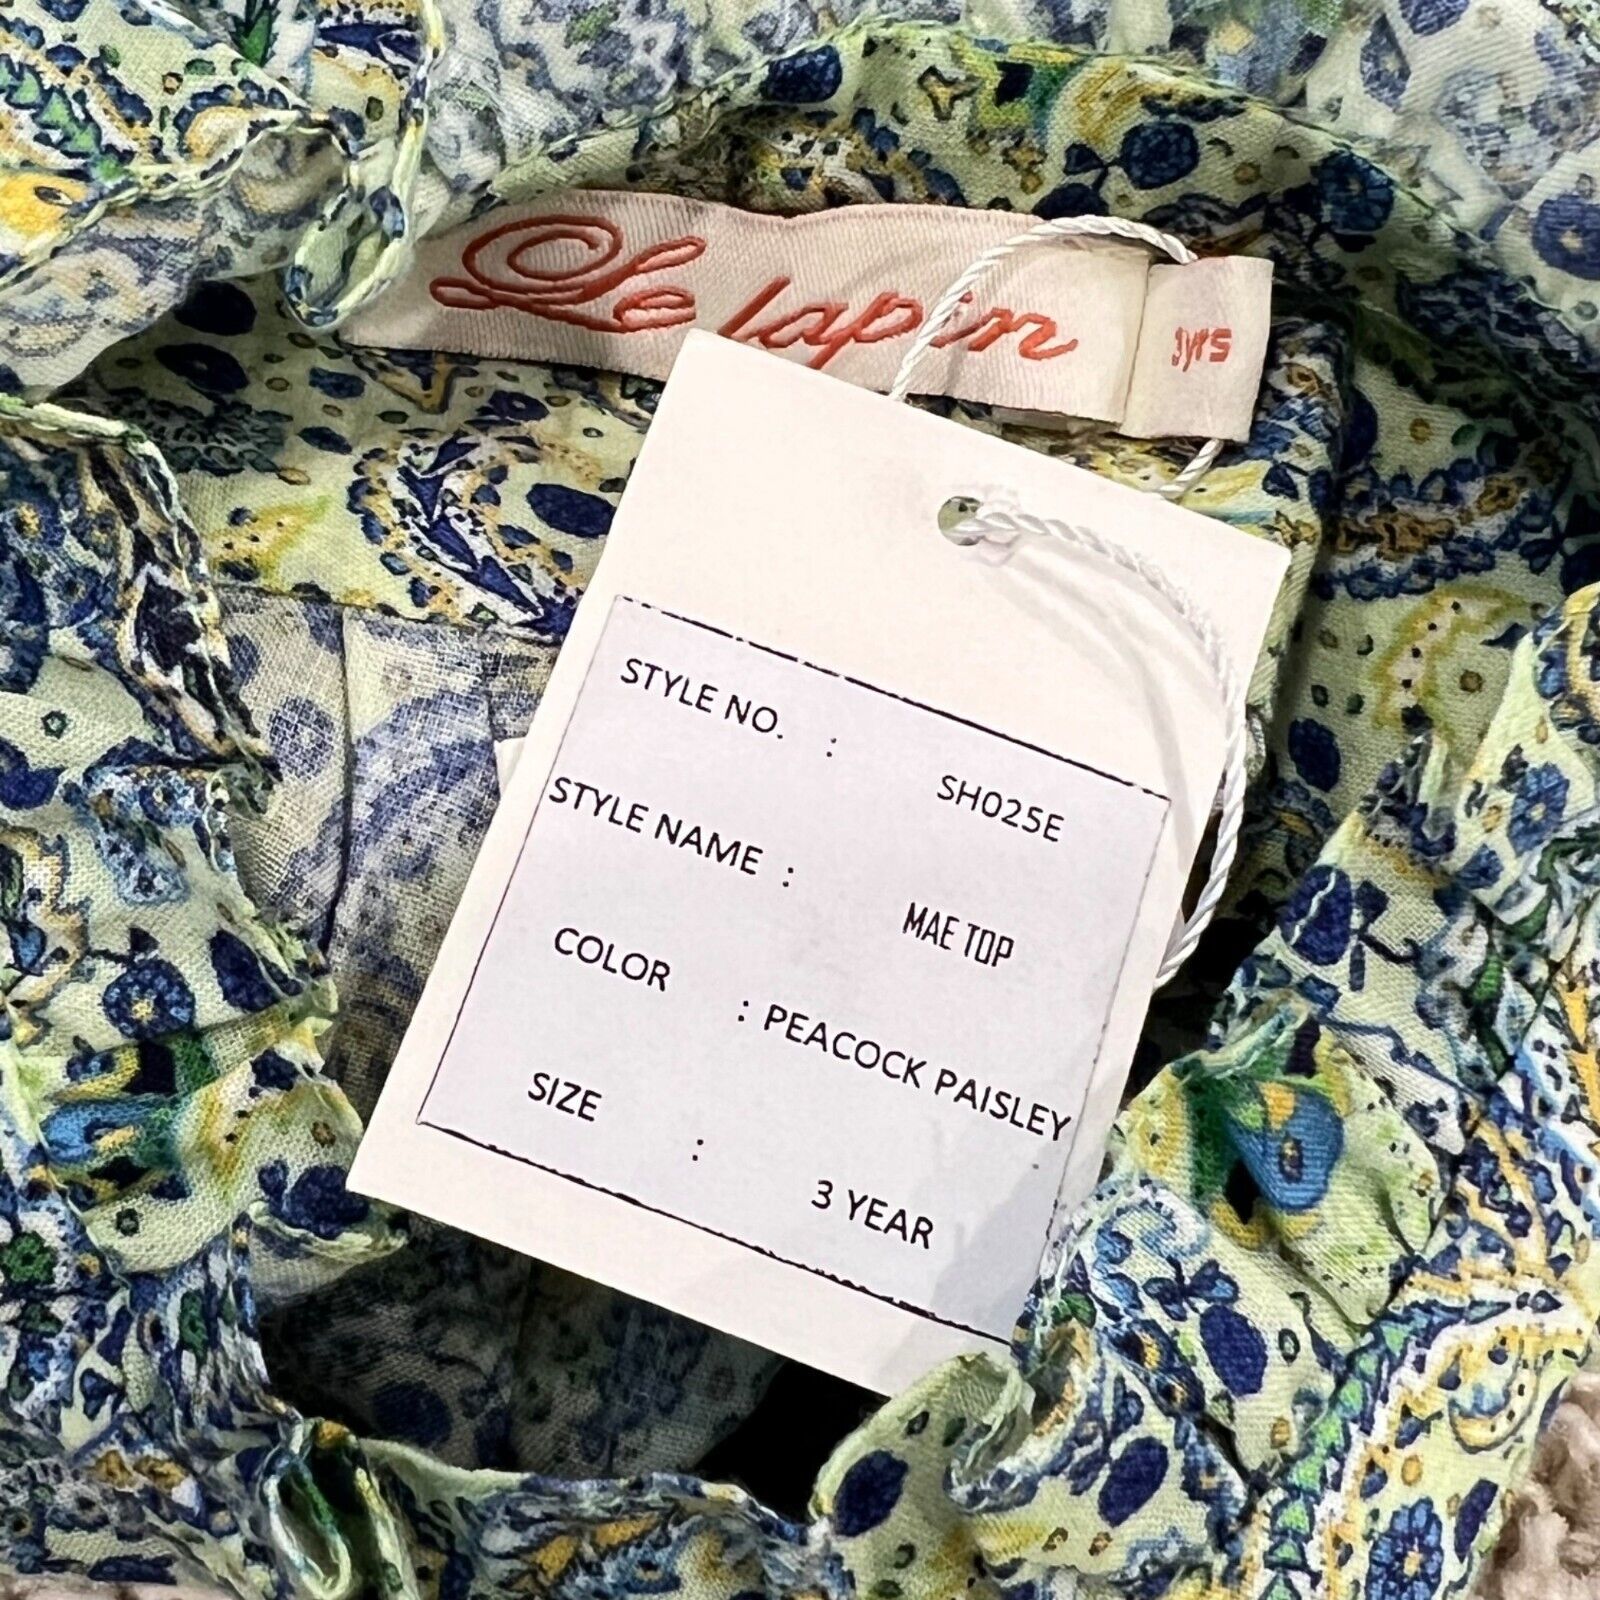 Le lapin
3yrs
STYLE NO. : SH025E
STYLE NAME : MAE TOP
COLOR : PEACOCK PAISLEY
SIZE : 3 YEAR